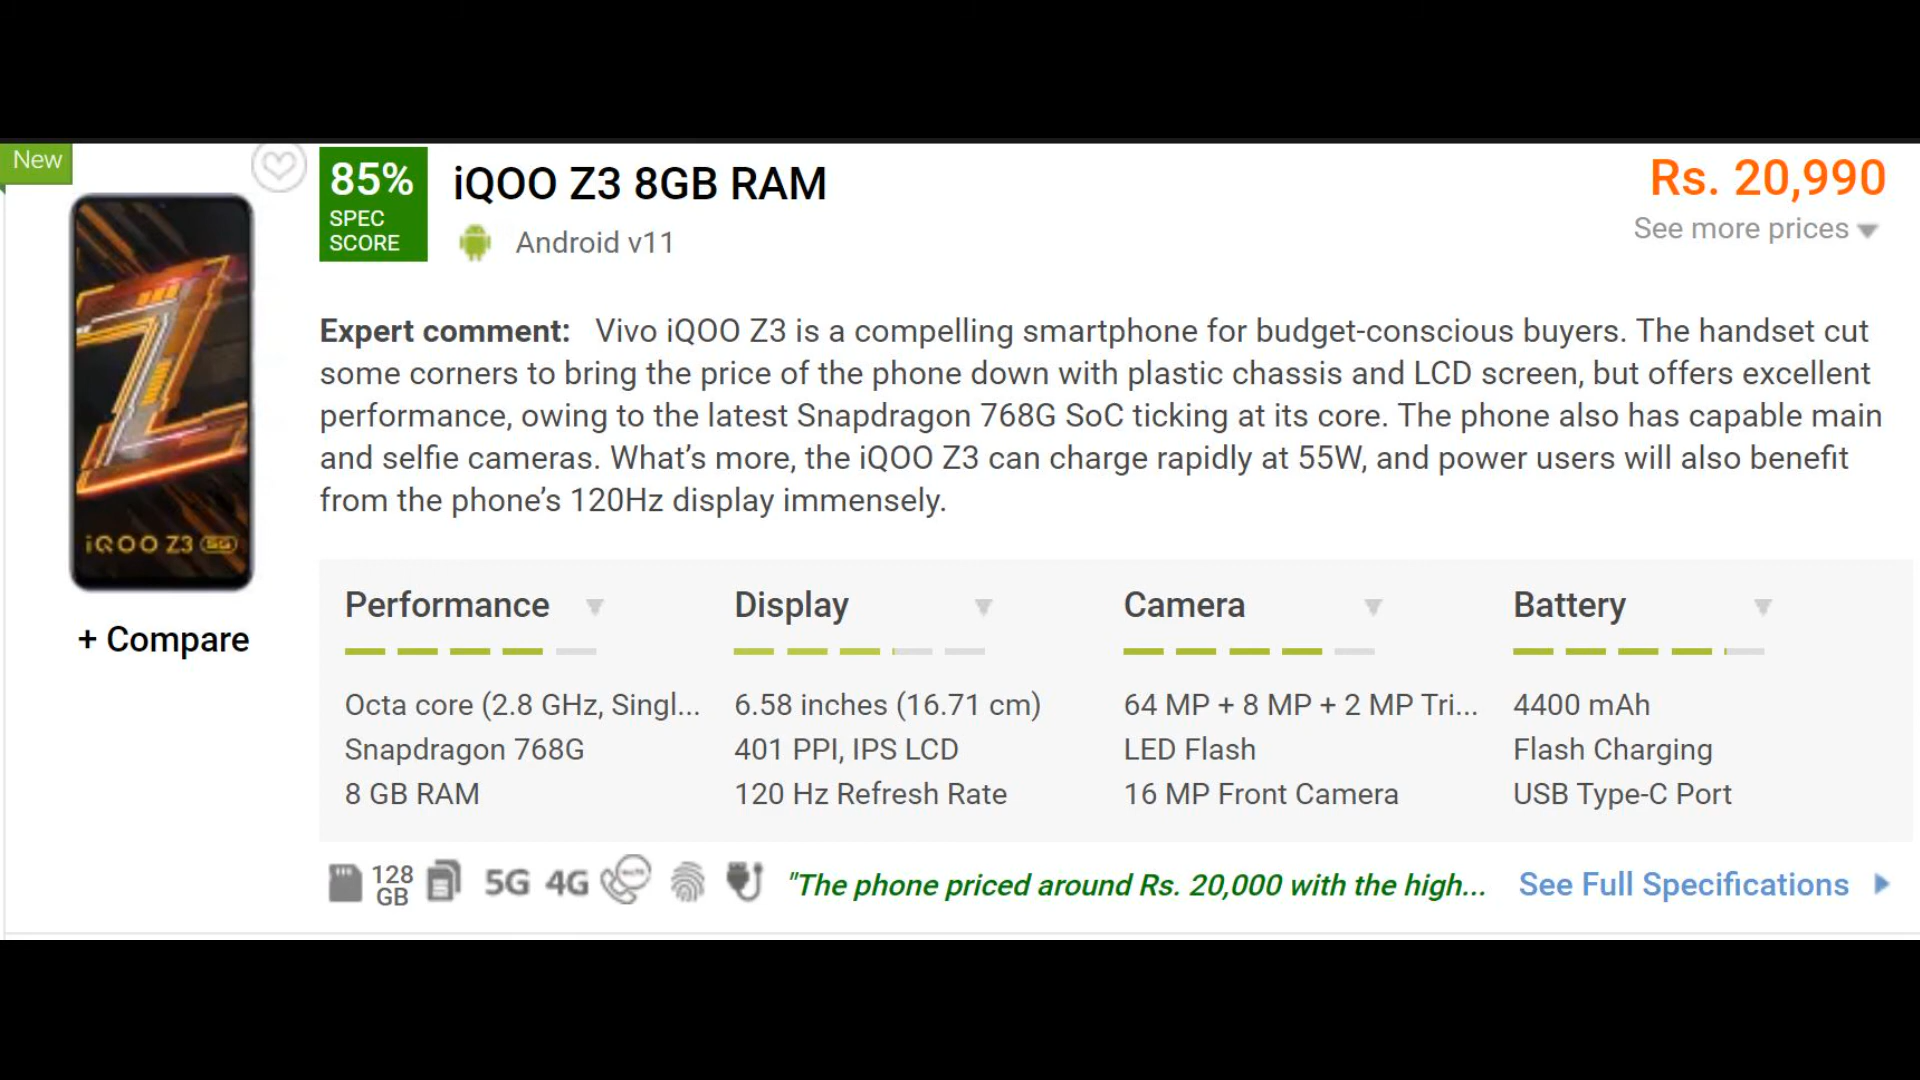 New
85%
SPEC
SCORE
iQOO Z3 8GB RAM
Android v11
Rs. 20,990
See more prices
Expert comment: Vivo iQOO Z3 is a compelling smartphone for budget-conscious buyers. The handset cut
some corners to bring the price of the phone down with plastic chassis and LCD screen, but offers excellent
performance, owing to the latest Snapdragon 768G SoC ticking at its core. The phone also has capable main
and selfie cameras. What’s more, the iQOO Z3 can charge rapidly at 55W, and power users will also benefit
from the phone’s 120Hz display immensely.
iQOO Z3 5G
+ Compare
Performance
Octa core (2.8 GHz, Singl...
Snapdragon 768G
8 GB RAM
Display
6.58 inches (16.71 cm)
401 PPI, IPS LCD
120 Hz Refresh Rate
Camera
64 MP + 8 MP + 2 MP Tri...
LED Flash
16 MP Front Camera
Battery
4400 mAh
Flash Charging
USB Type-C Port
128
GB
5G 4G
"The phone priced around Rs. 20,000 with the high...
See Full Specifications